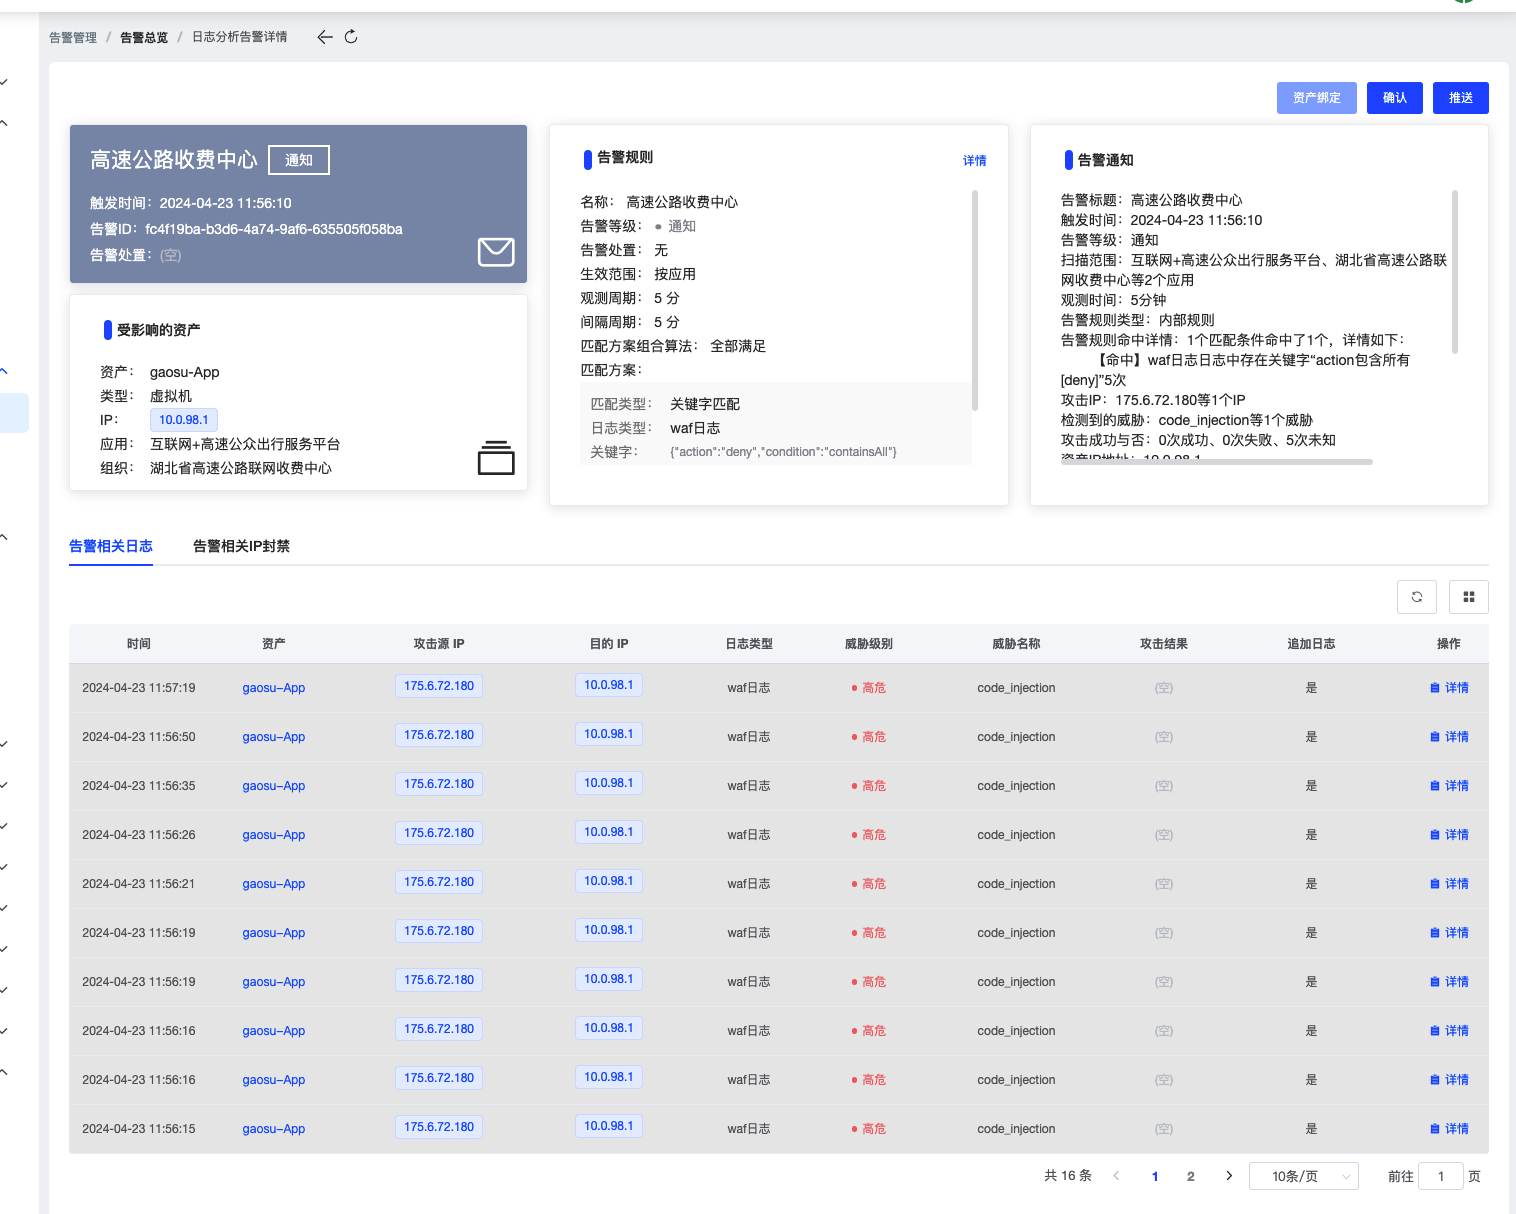 告警管理 / 告警总览 / 日志分析告警详情
资产绑定 确认 推送
高速公路收费中心 通知
触发时间：2024-04-23 11:56:10
告警ID：fc4f19ba-b3d6-4a74-9af6-635505f058ba
告警处置：(空)
受影响的资产
资产： gaosu-App
类型： 虚拟机
IP： 10.0.98.1
应用： 互联网+高速公众出行服务平台
组织： 湖北省高速公路联网收费中心
告警规则 详情
名称： 高速公路收费中心
告警等级： ● 通知
告警处置： 无
生效范围： 按应用
观测周期： 5 分
间隔周期： 5 分
匹配方案组合算法： 全部满足
匹配方案：
匹配类型： 关键字匹配
日志类型： waf日志
关键字： {"action":"deny","condition":"containsAll"}
告警通知
告警标题：高速公路收费中心
触发时间：2024-04-23 11:56:10
告警等级：通知
扫描范围：互联网+高速公众出行服务平台、湖北省高速公路联
网收费中心等2个应用
观测时间：5分钟
告警规则类型：内部规则
告警规则命中详情：1个匹配条件命中了1个，详情如下：
【命中】waf日志日志中存在关键字“action包含所有
[deny]”5次
攻击IP：175.6.72.180等1个IP
检测到的威胁：code_injection等1个威胁
攻击成功与否：0次成功、0次失败、5次未知
资产IP地址：10.0.98.1
告警相关日志 告警相关IP封禁
时间 资产 攻击源 IP 目的 IP 日志类型 威胁级别 威胁名称 攻击结果 追加日志 操作
2024-04-23 11:57:19 gaosu-App 175.6.72.180 10.0.98.1 waf日志 高危 code_injection (空) 是 详情
2024-04-23 11:56:50 gaosu-App 175.6.72.180 10.0.98.1 waf日志 高危 code_injection (空) 是 详情
2024-04-23 11:56:35 gaosu-App 175.6.72.180 10.0.98.1 waf日志 高危 code_injection (空) 是 详情
2024-04-23 11:56:26 gaosu-App 175.6.72.180 10.0.98.1 waf日志 高危 code_injection (空) 是 详情
2024-04-23 11:56:21 gaosu-App 175.6.72.180 10.0.98.1 waf日志 高危 code_injection (空) 是 详情
2024-04-23 11:56:19 gaosu-App 175.6.72.180 10.0.98.1 waf日志 高危 code_injection (空) 是 详情
2024-04-23 11:56:19 gaosu-App 175.6.72.180 10.0.98.1 waf日志 高危 code_injection (空) 是 详情
2024-04-23 11:56:16 gaosu-App 175.6.72.180 10.0.98.1 waf日志 高危 code_injection (空) 是 详情
2024-04-23 11:56:16 gaosu-App 175.6.72.180 10.0.98.1 waf日志 高危 code_injection (空) 是 详情
2024-04-23 11:56:15 gaosu-App 175.6.72.180 10.0.98.1 waf日志 高危 code_injection (空) 是 详情
共 16 条 < 1 2 > 10条/页 前往 1 页